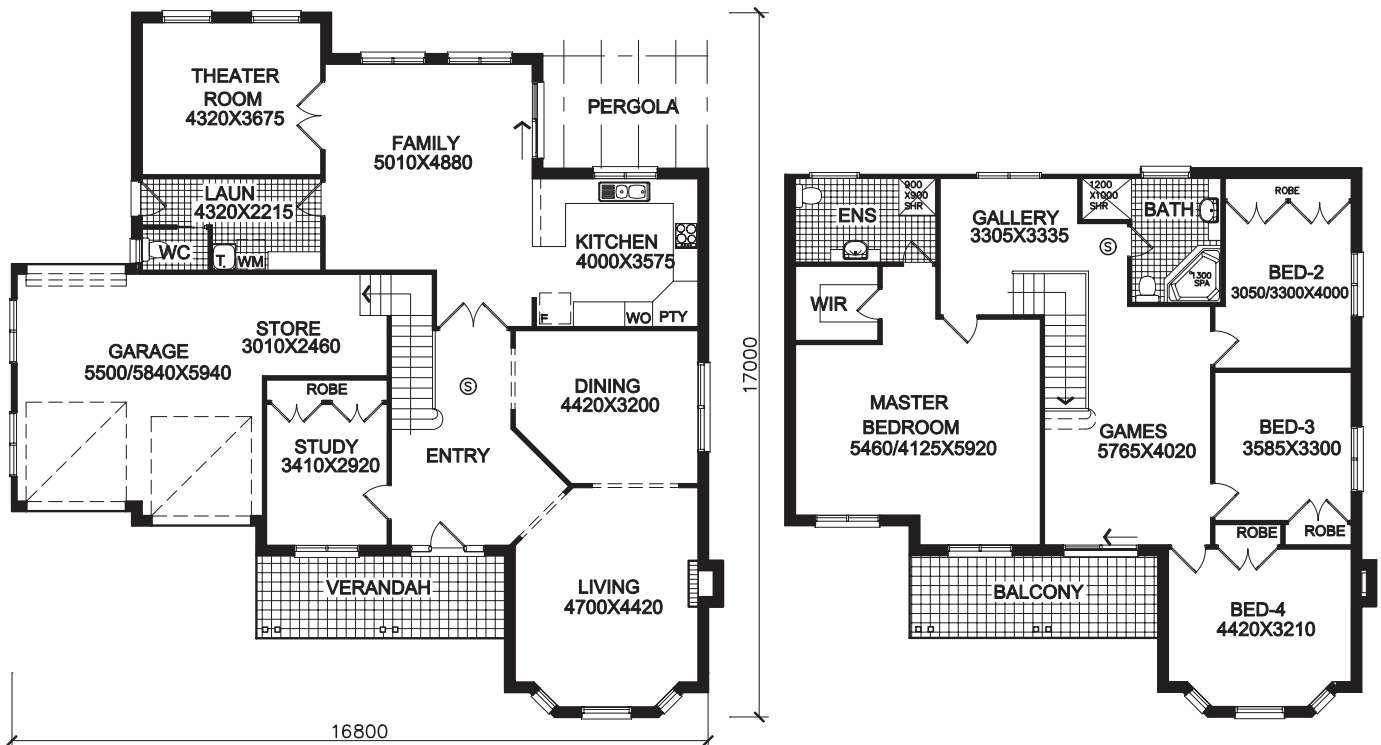 THEATER
ROOM
4320X3675
FAMILY
5010X4880
PERGOLA
LAUN
4320X2215
WC
T.
WM
KITCHEN
4000X3575
F
WO
PTY
STORE
3010X2460
GARAGE
5500/5840X5940
ROBE
STUDY
3410X2920
S
ENTRY
DINING
4420X3200
VERANDAH
LIVING
4700X4420
16800
17000
ENS
900
X900
SHR
GALLERY
3305X3335
1200
X1000
SHR
BATH
S
1300
SPA
ROBE
BED-2
3050/3300X4000
WIR
MASTER
BEDROOM
5460/4125X5920
GAMES
5765X4020
BED-3
3585X3300
ROBE
ROBE
BALCONY
BED-4
4420X3210